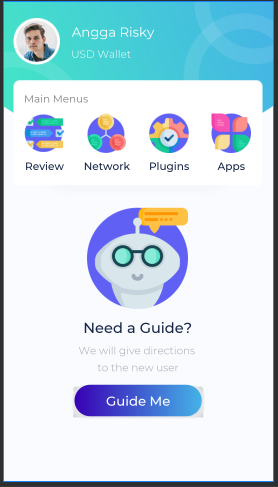 Angga Risky
USD Wallet
Main Menus
Review Network Plugins Apps
Need a Guide?
We will give directions
to the new user
Guide Me